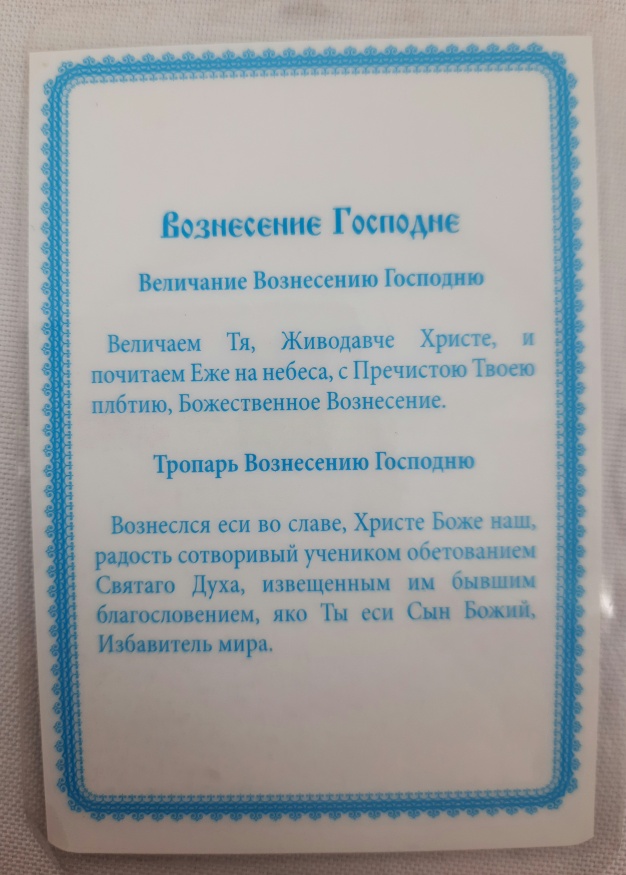 Вознесение Господне
Величание Вознесению Господню
Величаем Тя, Живодавче Христе, и
почитаем Еже на небеса, с Пречистою Твоею
плбтию, Божественное Вознесение.
Тропарь Вознесению Господню
Вознеслся еси во славе, Христе Боже наш,
радость сотворивый учеником обетованием
Святаго Духа, извещенным им бывшим
благословением, яко Ты еси Сын Божий,
Избавитель мира.